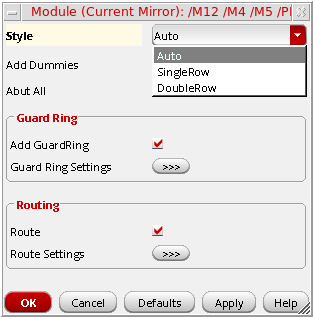 Module (Current Mirror): /M12 /M4 /M5 /Pl
Style Auto
Auto
Add Dummies SingleRow
DoubleRow
Abut All
Guard Ring
Add GuardRing
Guard Ring Settings >>>
Routing
Route
Route Settings >>>
OK Cancel Defaults Apply Help